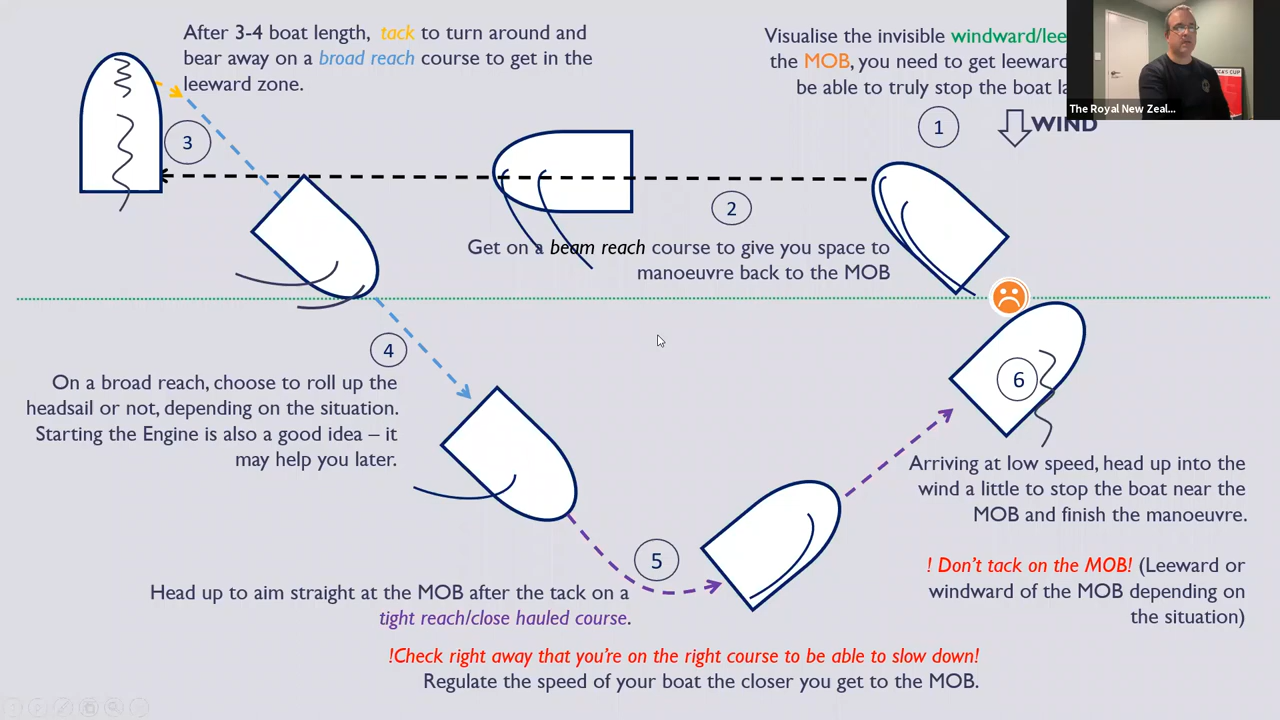 After 3-4 boat length, tack to turn around and
bear away on a broad reach course to get in the
leeward zone.
Visualise the invisible windward/lee
the MOB, you need to get leeward
be able to truly stop the boat la
The Royal New Zeal...
CUP
1
WIND
3
2
Get on a beam reach course to give you space to
manoeuvre back to the MOB
4
On a broad reach, choose to roll up the
headsail or not, depending on the situation.
Starting the Engine is also a good idea – it
may help you later.
6
Arriving at low speed, head up into the
wind a little to stop the boat near the
MOB and finish the manoeuvre.
! Don't tack on the MOB! (Leeward or
windward of the MOB depending on
the situation)
5
Head up to aim straight at the MOB after the tack on a
tight reach/close hauled course.
!Check right away that you're on the right course to be able to slow down!
Regulate the speed of your boat the closer you get to the MOB.